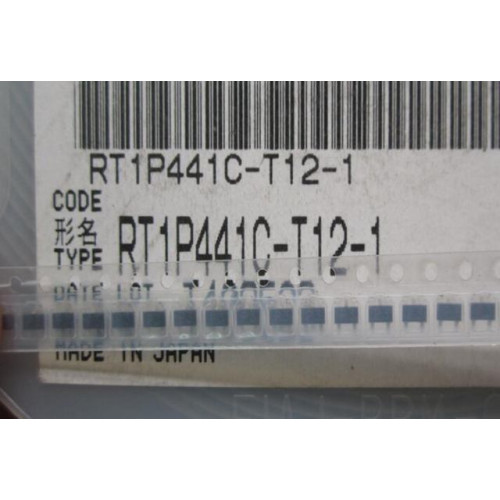 RT1P441C-T12-1
CODE
形名
TYPE RT1P441C-T12-1
DATE LOT
MADE IN JAPAN